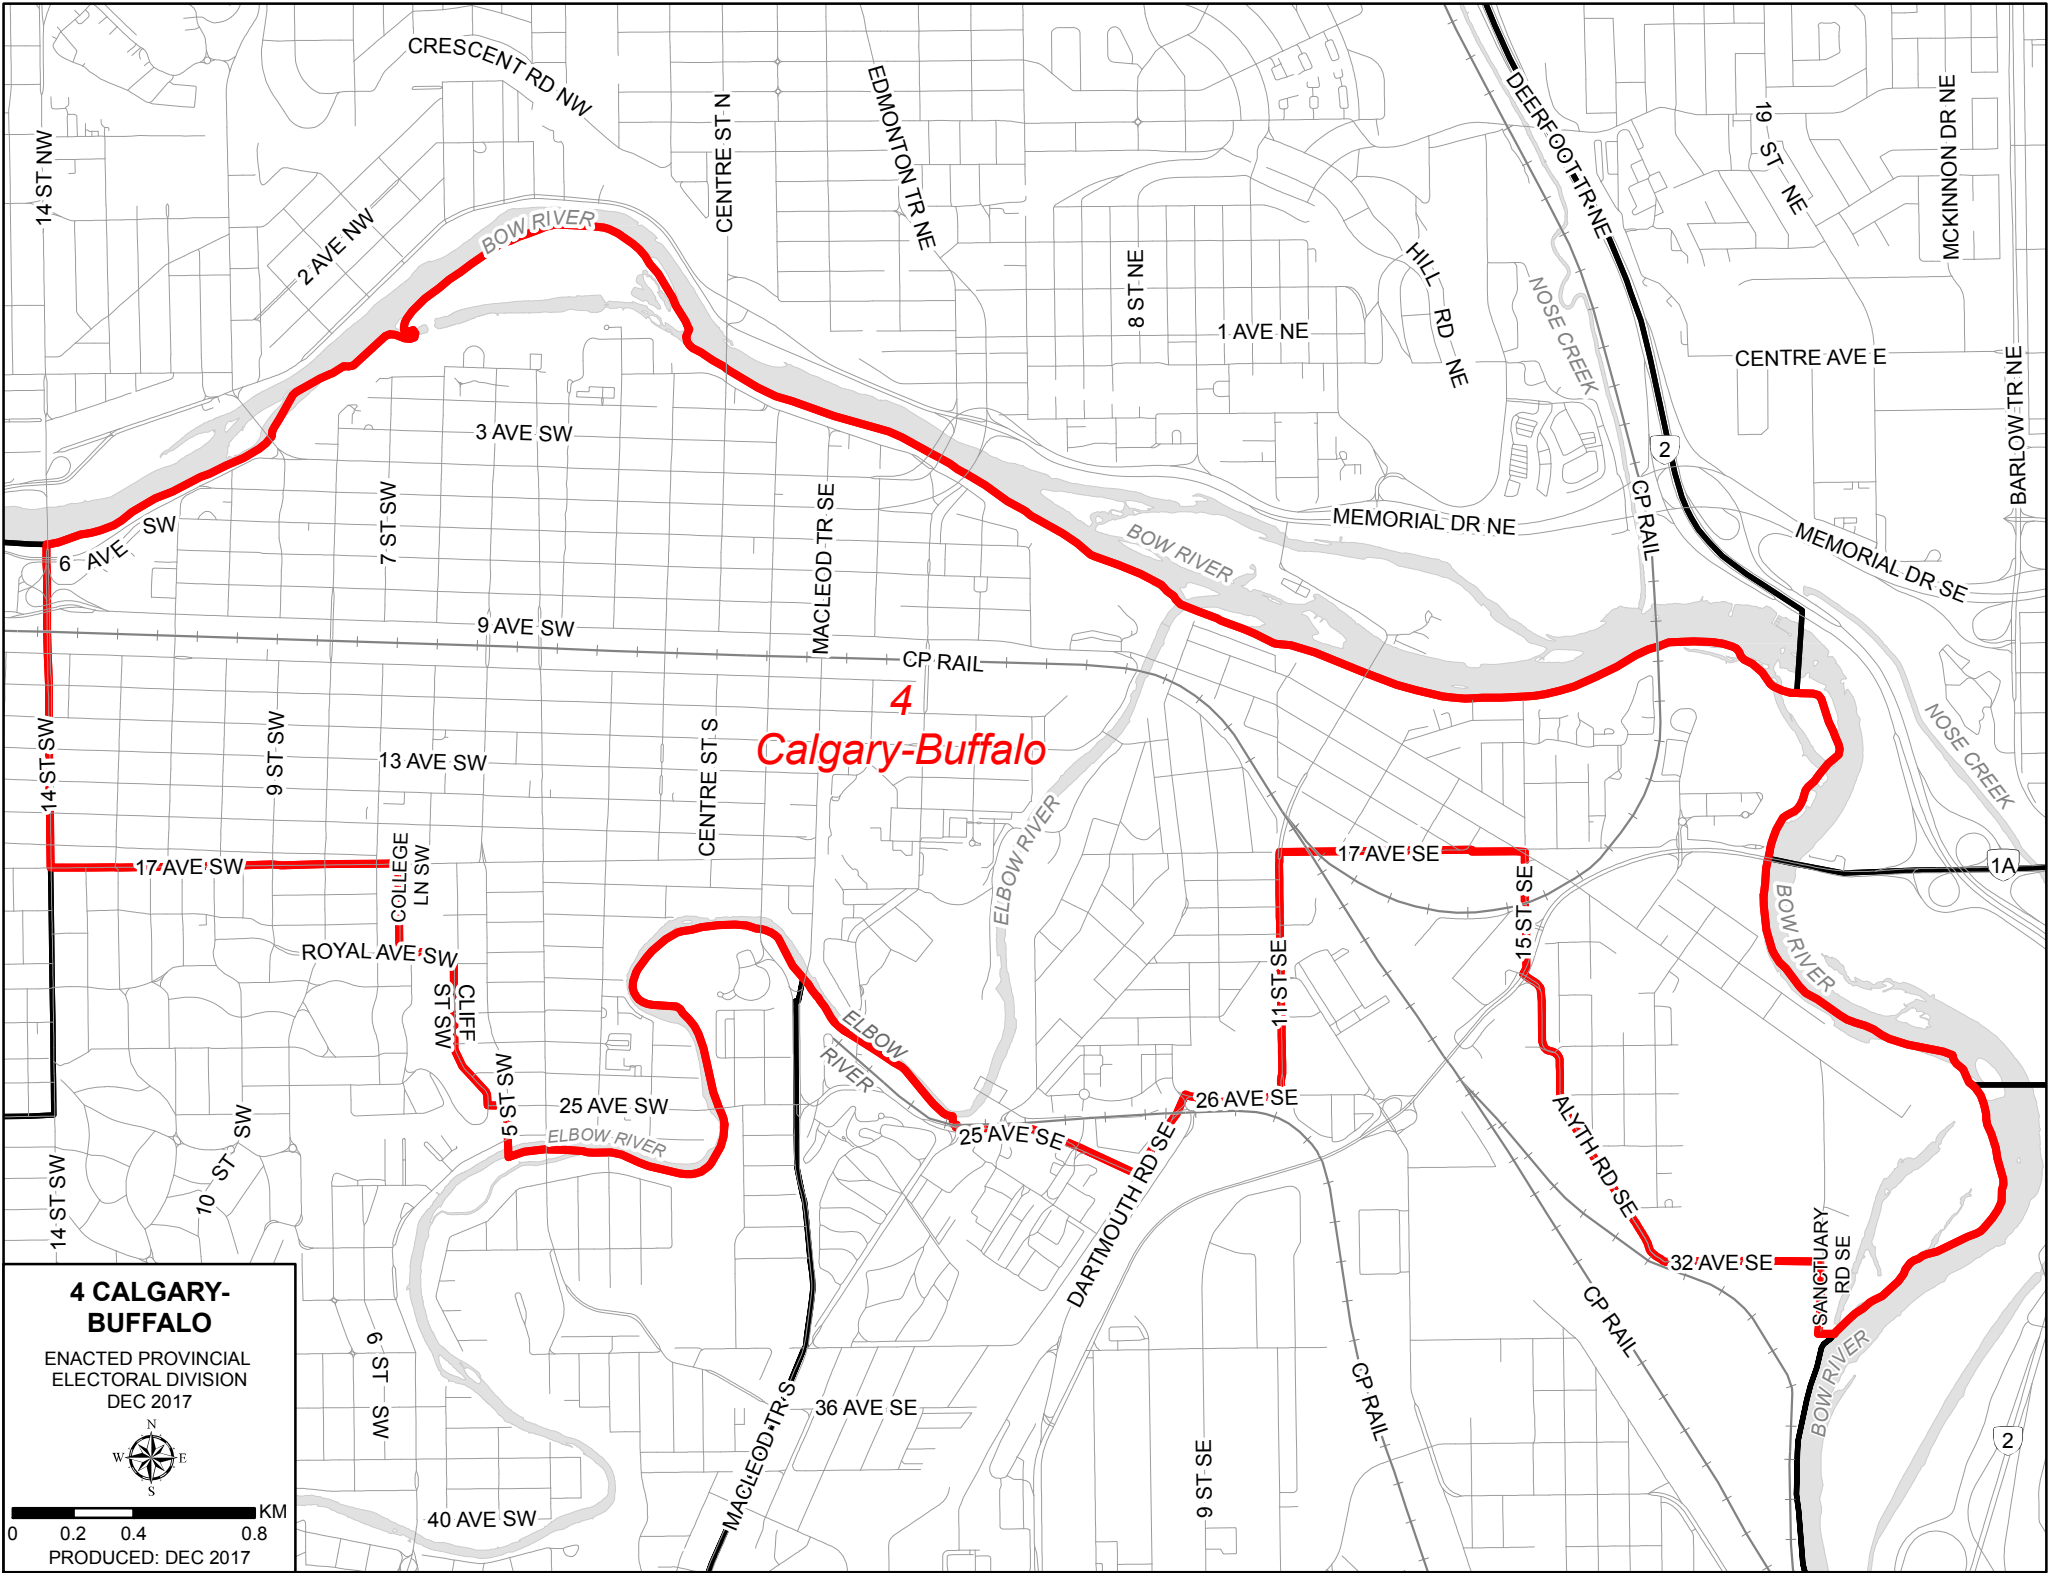 CRESCENT RD NW
14 ST NW
2 AVE NW
BOW RIVER
CENTRE ST N
EDMONTON TR NE
8 ST NE
1 AVE NE
HILL RD NE
DEERFOOT TR NE
NOSE CREEK
19 ST NE
MCKINNON DR NE
CENTRE AVE E
BARLOW TR NE
2
3 AVE SW
7 ST SW
6 AVE SW
MACLEOD TR SE
MEMORIAL DR NE
CP RAIL
MEMORIAL DR SE
BOW RIVER
9 AVE SW
CP RAIL
4
Calgary-Buffalo
14 ST SW
9 ST SW
13 AVE SW
CENTRE ST S
NOSE CREEK
ELBOW RIVER
17 AVE SW
COLLEGE
LN SW
17 AVE SE
1A
15 ST SE
BOW RIVER
ROYAL AVE SW
CLIFF
ST SW
11 ST SE
ELBOW
RIVER
5 ST SW
25 AVE SW
ELBOW RIVER
25 AVE SE
26 AVE SE
DARTMOUTH RD SE
ALYTH RD SE
10 ST SW
14 ST SW
32 AVE SE
SANCTUARY
RD SE
BOW RIVER
CP RAIL
CP RAIL
6 ST SW
MACLEOD TR S
36 AVE SE
9 ST SE
40 AVE SW
2
4 CALGARY-
BUFFALO
ENACTED PROVINCIAL
ELECTORAL DIVISION
DEC 2017
N
W E
S
KM
0 0.2 0.4 0.8
PRODUCED: DEC 2017